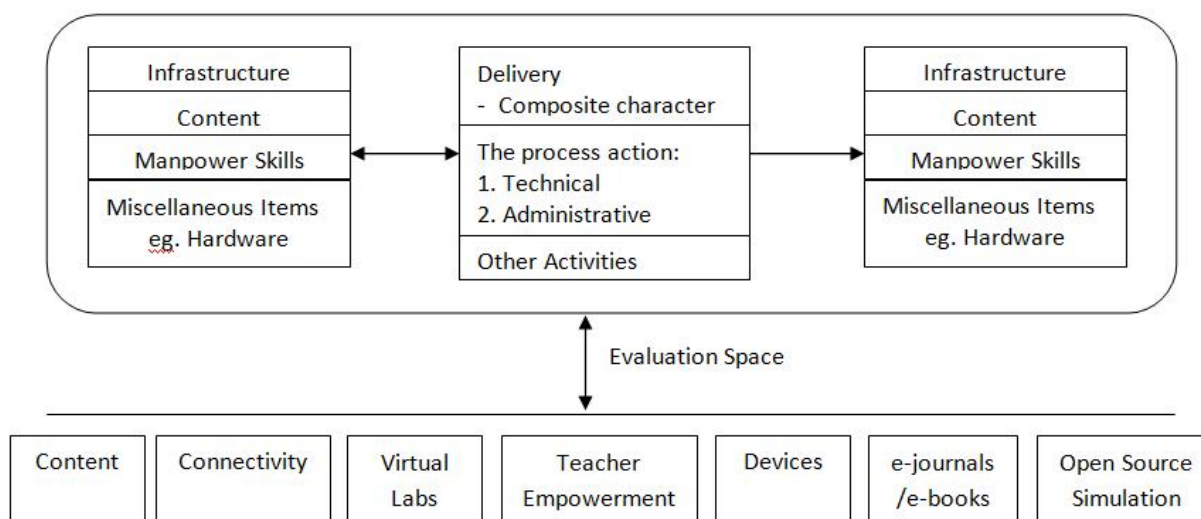 Infrastructure
Content
Manpower Skills
Miscellaneous Items
eg. Hardware
Delivery
- Composite character
The process action:
1. Technical
2. Administrative
Other Activities
Infrastructure
Content
Manpower Skills
Miscellaneous Items
eg. Hardware
Evaluation Space
Content
Connectivity
Virtual
Labs
Teacher
Empowerment
Devices
e-journals
/e-books
Open Source
Simulation